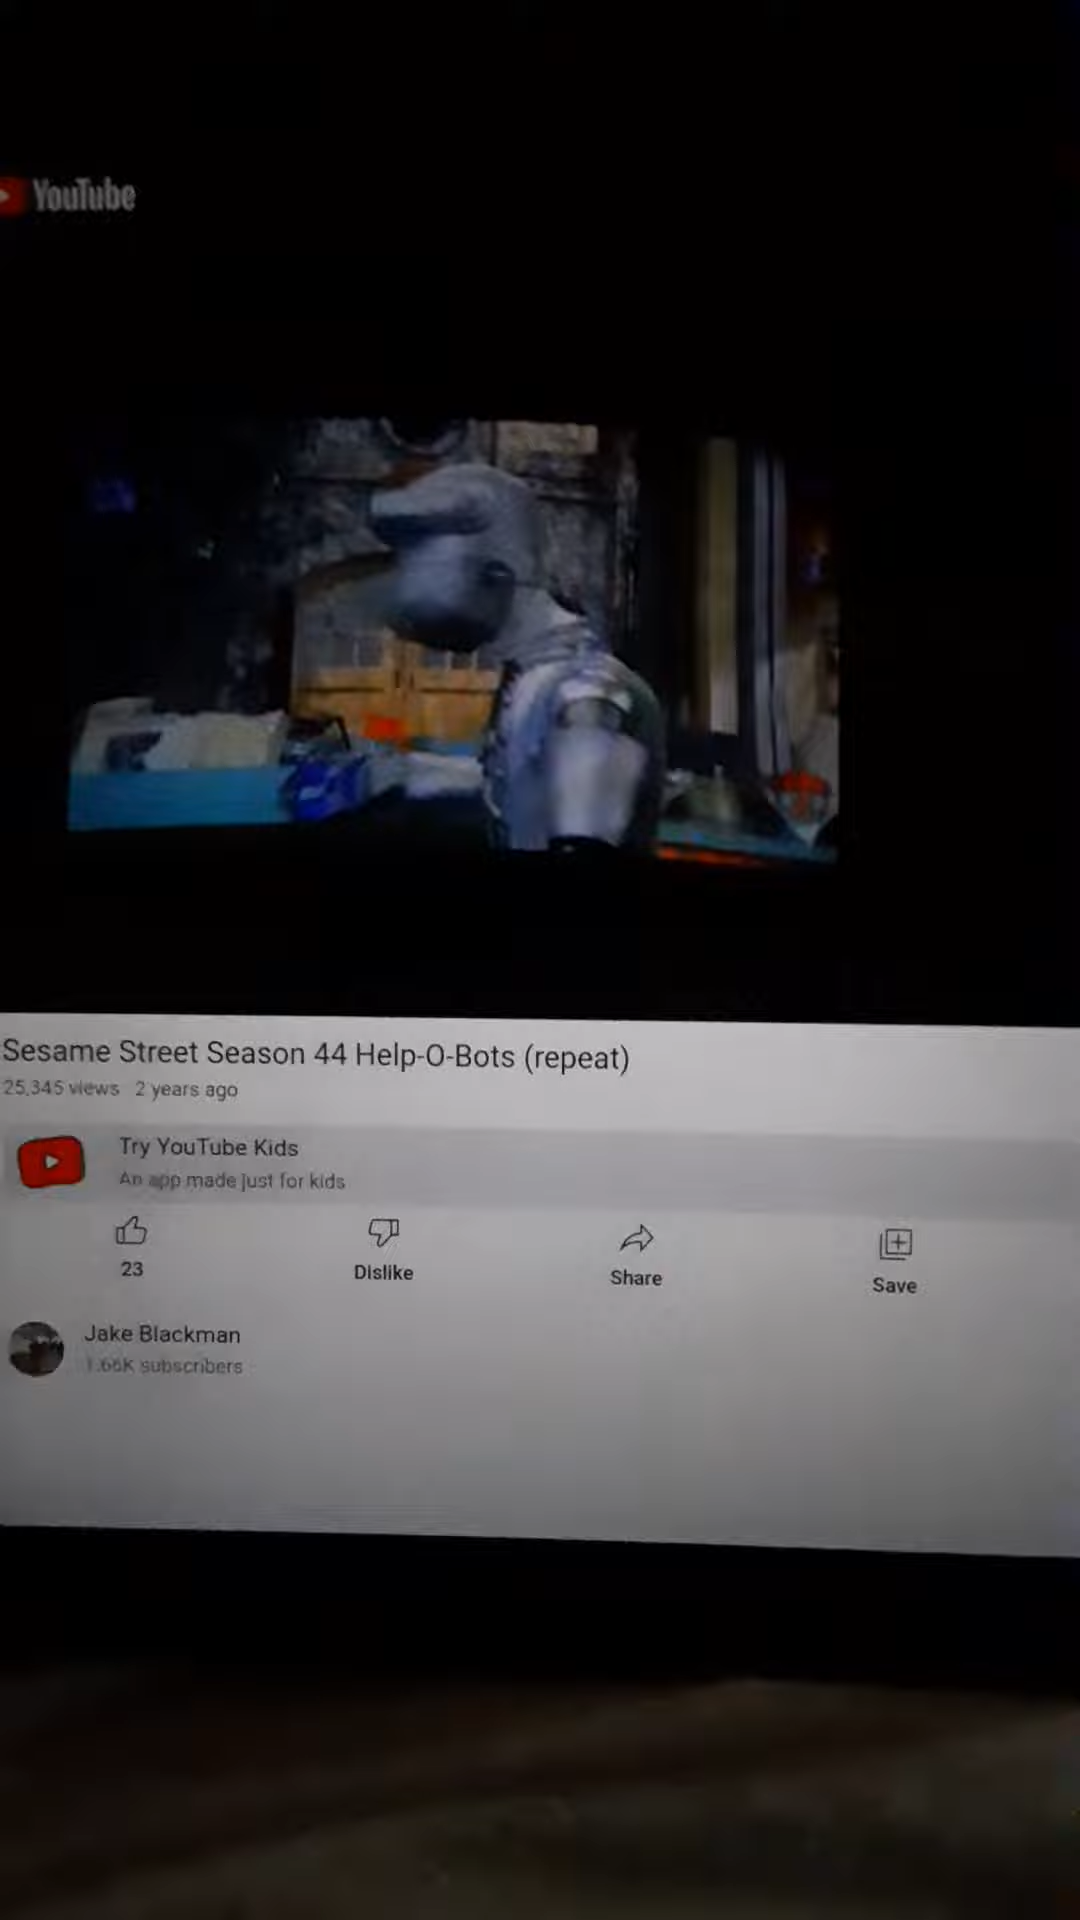 YouTube
Sesame Street Season 44 Help-O-Bots (repeat)
25,345 views 2 years ago
Try YouTube Kids
An app made just for kids
23
Dislike
Share
Save
Jake Blackman
1.66K subscribers